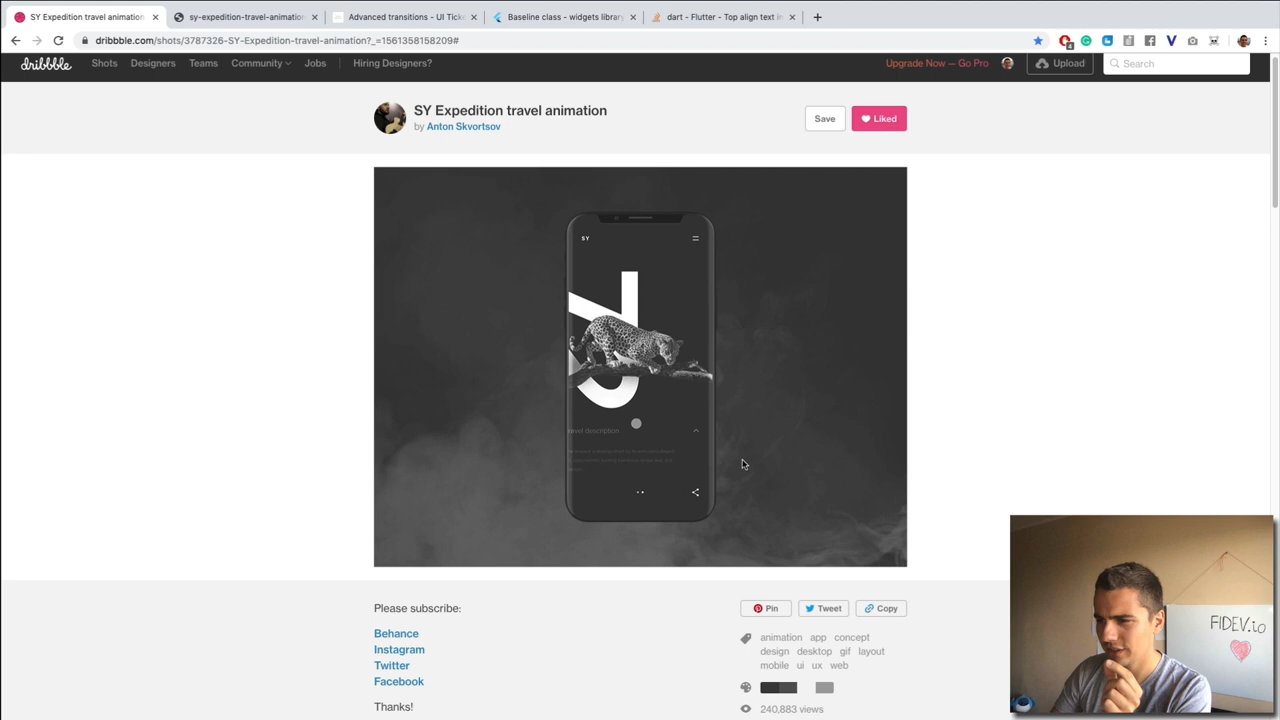 SY Expedition travel animation
sy-expedition-travel-animation
Advanced transitions - UI Ticke
Baseline class - widgets library
dart - Flutter - Top align text in
dribbble.com/shots/3787326-SY-Expedition-travel-animation?_=1561358158209#
4
V
dribbble
Shots
Designers
Teams
Community
Jobs
Hiring Designers?
Upgrade Now — Go Pro
Upload
Search
SY Expedition travel animation
by Anton Skvortsov
Save
Liked
SY
travel description
Please subscribe:
Pin
Tweet
Copy
Behance
Instagram
Twitter
Facebook
Thanks!
animation app concept
design desktop gif layout
mobile ui ux web
240,883 views
FIDEV.io